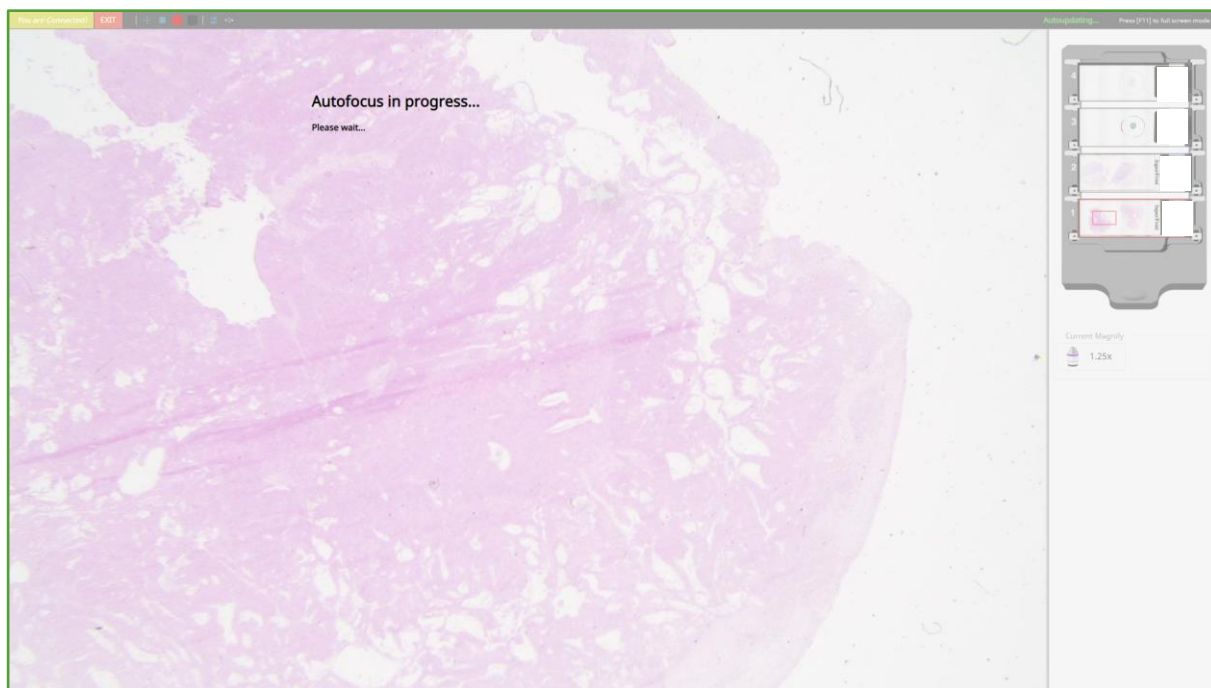 You are Connected!
EXIT
Autoupdating...
Press [F11] to full screen mode
Autofocus in progress...
Please wait...
4
3
2
1
Current Magnify
1.25x